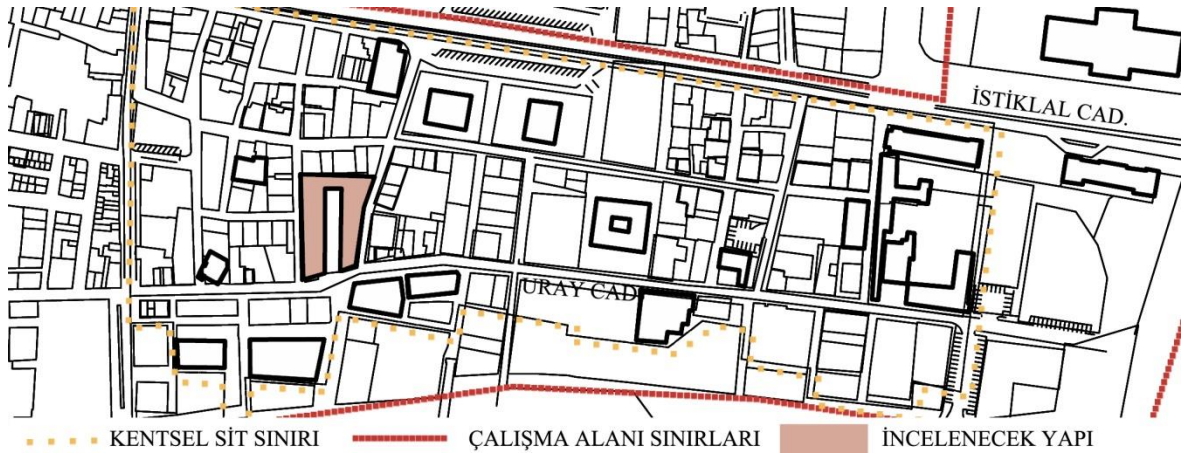 İSTİKLAL CAD.
URAY CAD.
KENTSEL SİT SINIRI
ÇALIŞMA ALANI SINIRLARI
İNCELENECEK YAPI